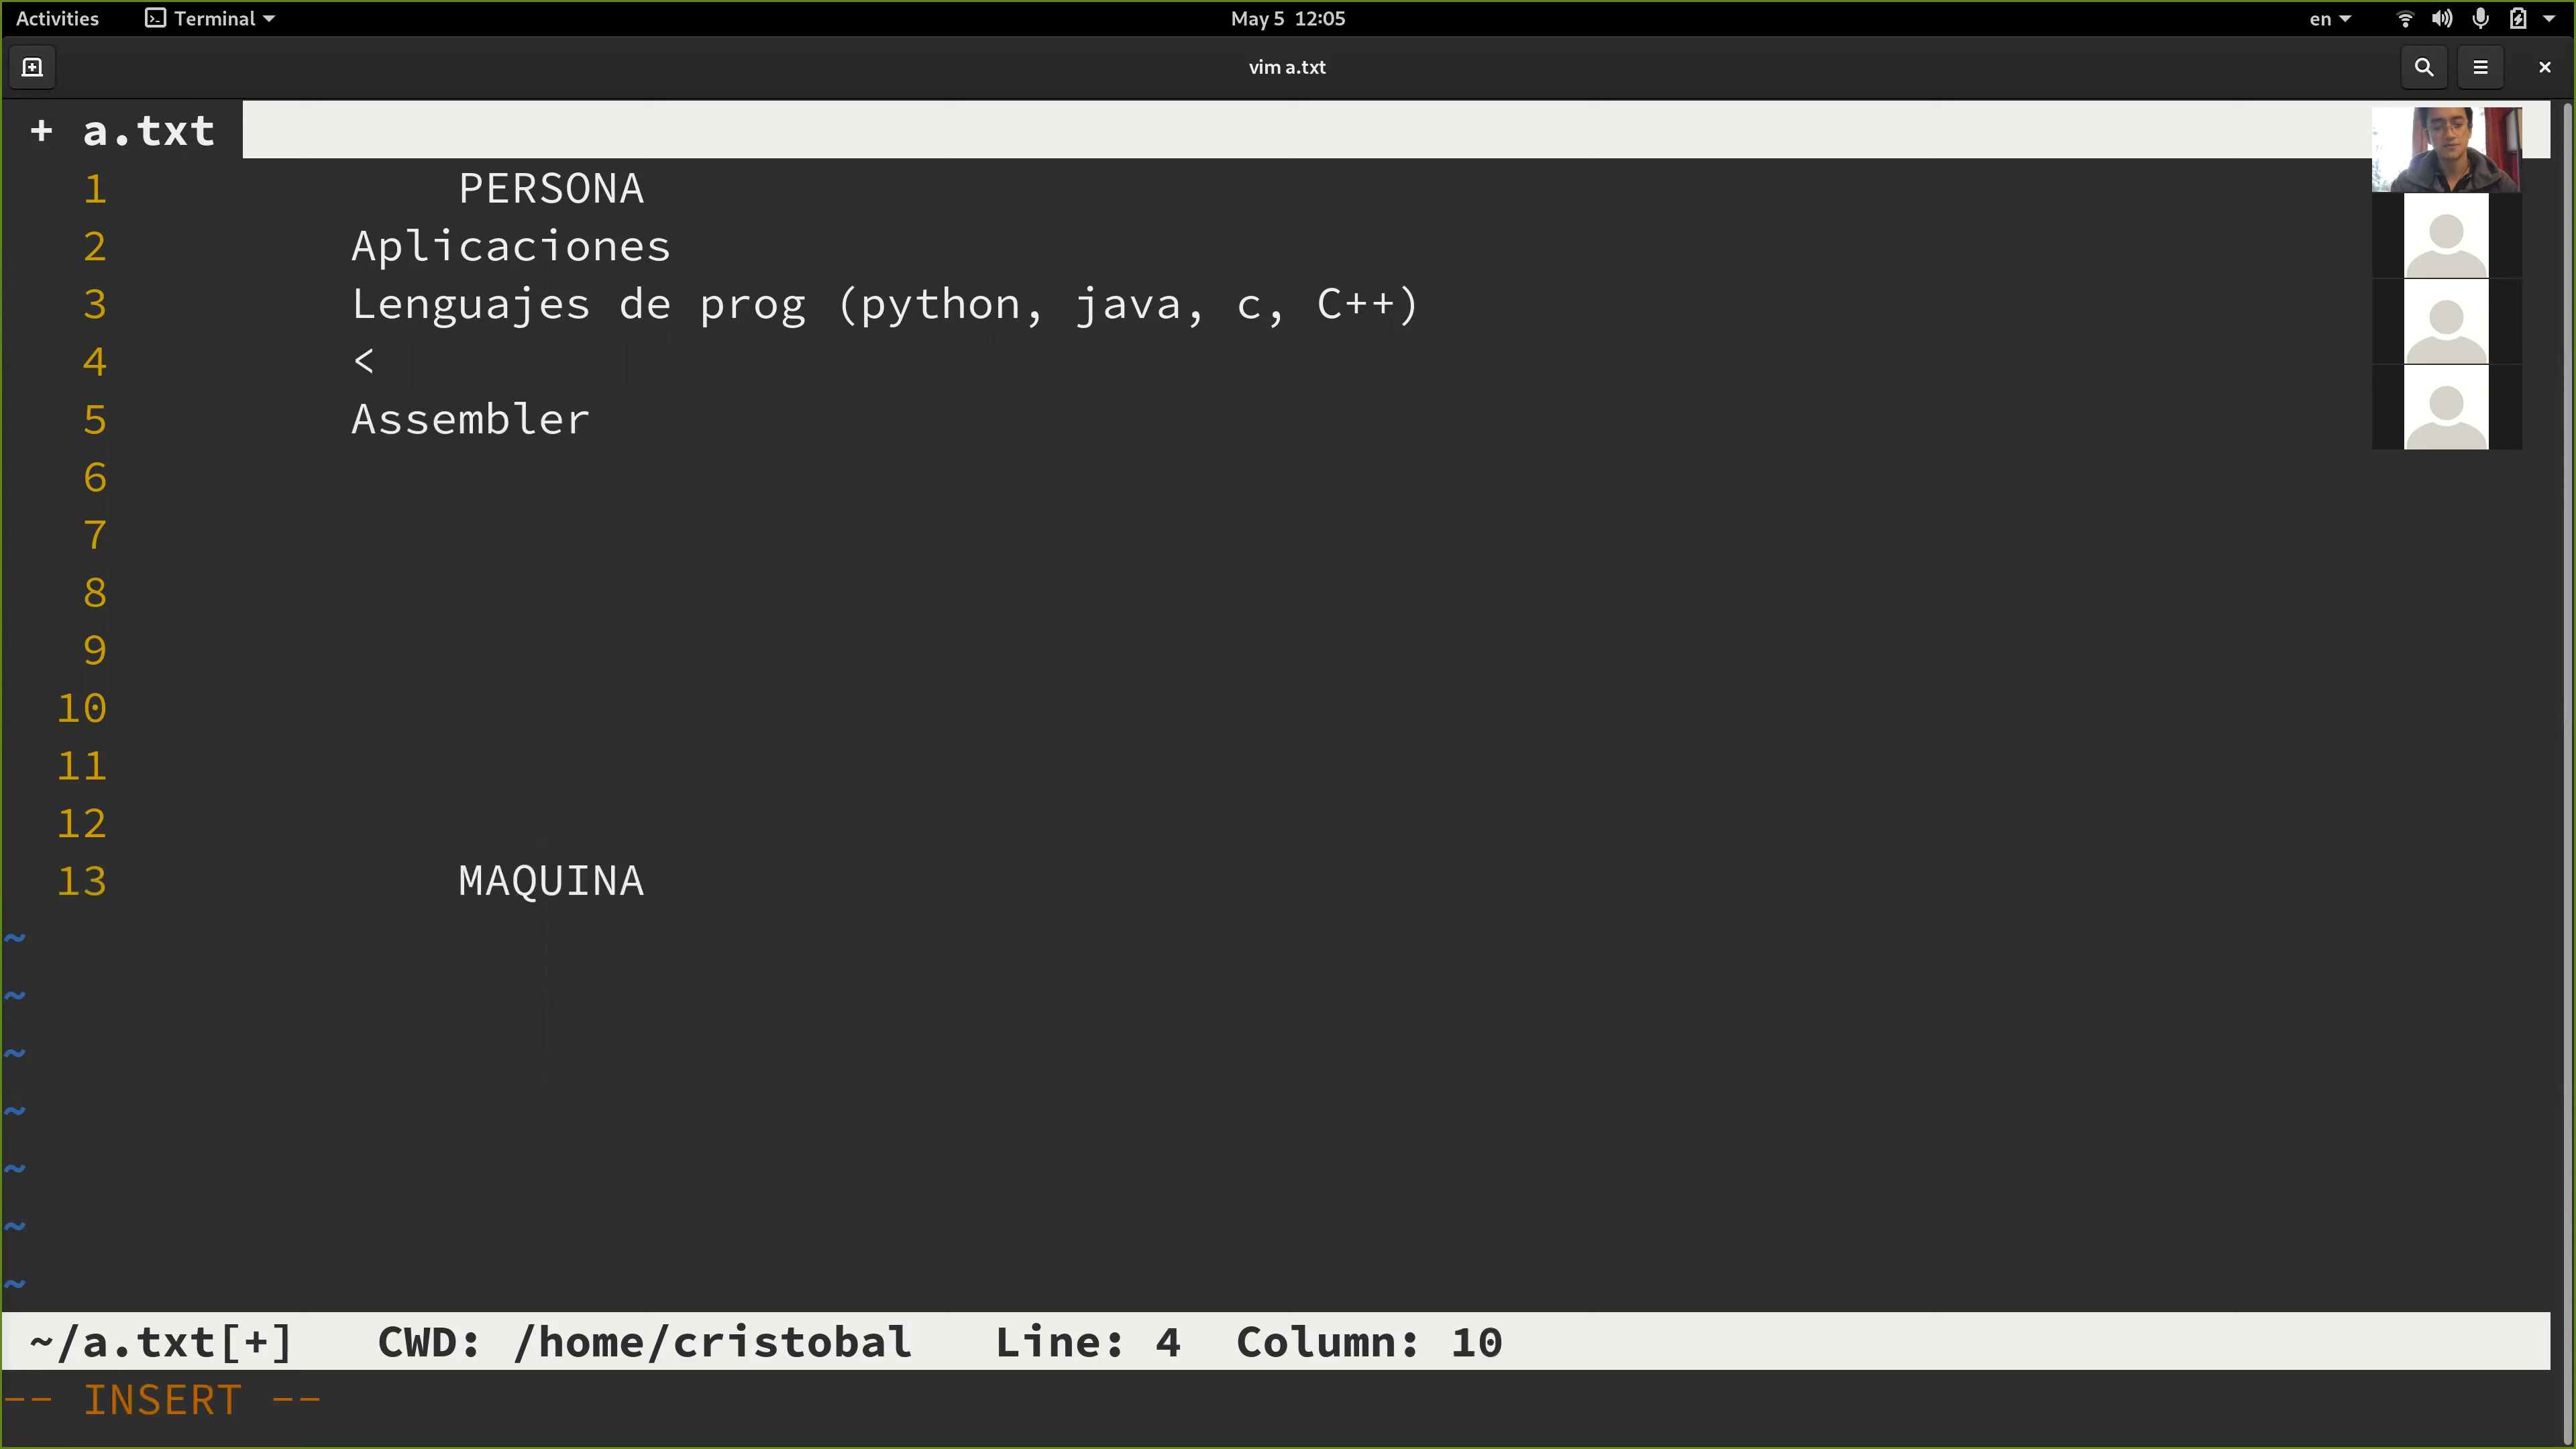 Activities Terminal May 5 12:05 en
vim a.txt
+ a.txt
1 PERSONA
2 Aplicaciones
3 Lenguajes de prog (python, java, c, C++)
4 <
5 Assembler
6
7
8
9
10
11
12
13 MAQUINA
~
~
~
~
~
~
~
~/a.txt[+] CWD: /home/cristobal Line: 4 Column: 10
-- INSERT --